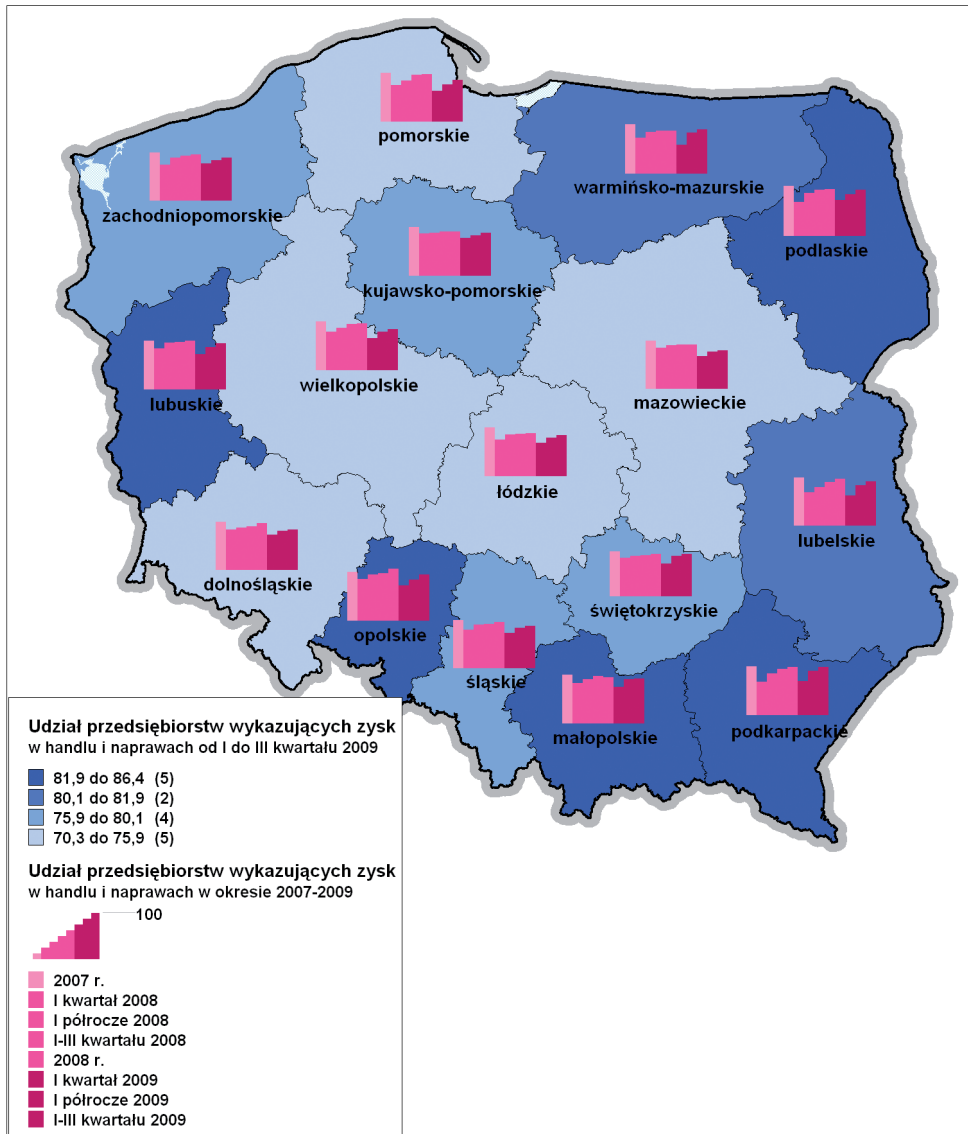 pomorskie
warmińsko-mazurskie
zachodniopomorskie
podlaskie
kujawsko-pomorskie
wielkopolskie
lubuskie
mazowieckie
łódzkie
lubelskie
dolnośląskie
świętokrzyskie
opolskie
śląskie
małopolskie
podkarpackie
Udział przedsiębiorstw wykazujących zysk
w handlu i naprawach od I do III kwartału 2009
81,9 do 86,4 (5)
80,1 do 81,9 (2)
75,9 do 80,1 (4)
70,3 do 75,9 (5)
Udział przedsiębiorstw wykazujących zysk
w handlu i naprawach w okresie 2007-2009
100
2007 r.
I kwartał 2008
I półrocze 2008
I-III kwartału 2008
2008 r.
I kwartał 2009
I półrocze 2009
I-III kwartału 2009